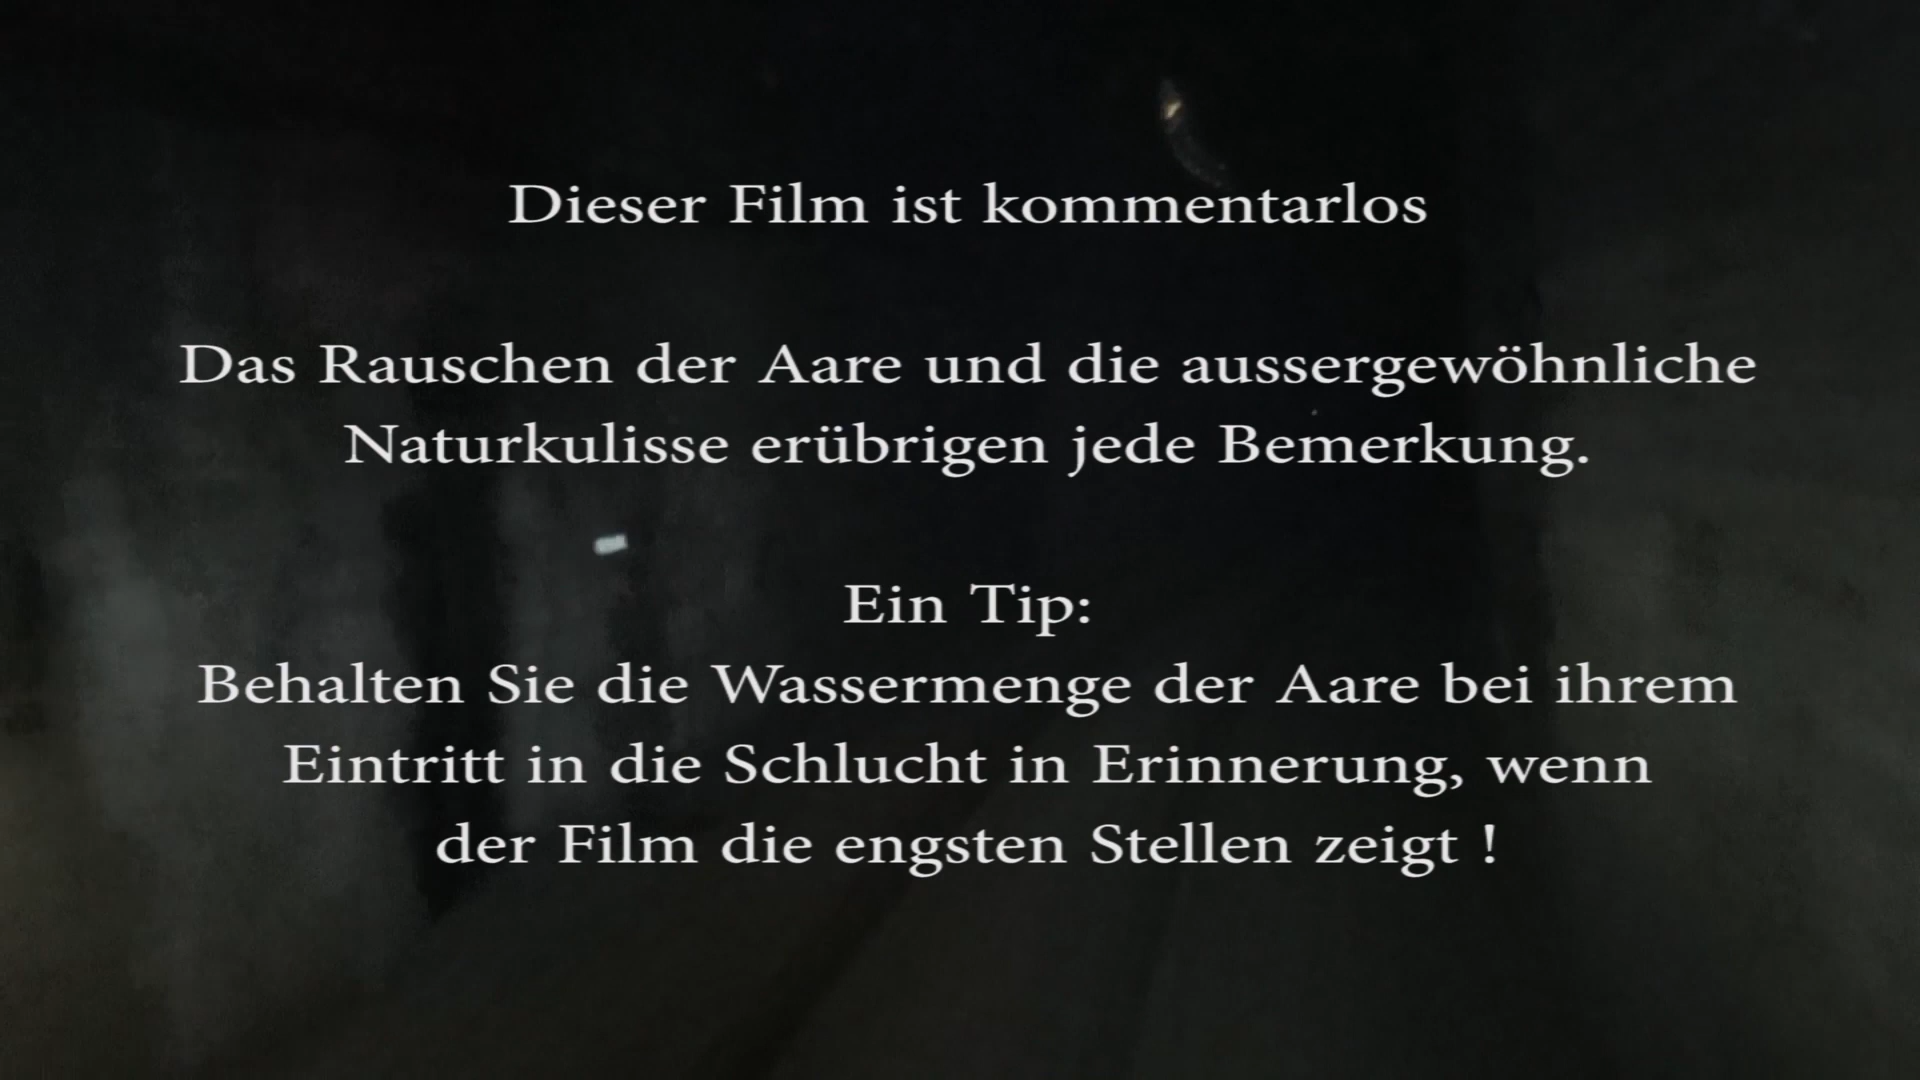 Dieser Film ist kommentarlos
Das Rauschen der Aare und die aussergewöhnliche
Naturkulisse erübrigen jede Bemerkung.
Ein Tip:
Behalten Sie die Wassermenge der Aare bei ihrem
Eintritt in die Schlucht in Erinnerung, wenn
der Film die engsten Stellen zeigt !